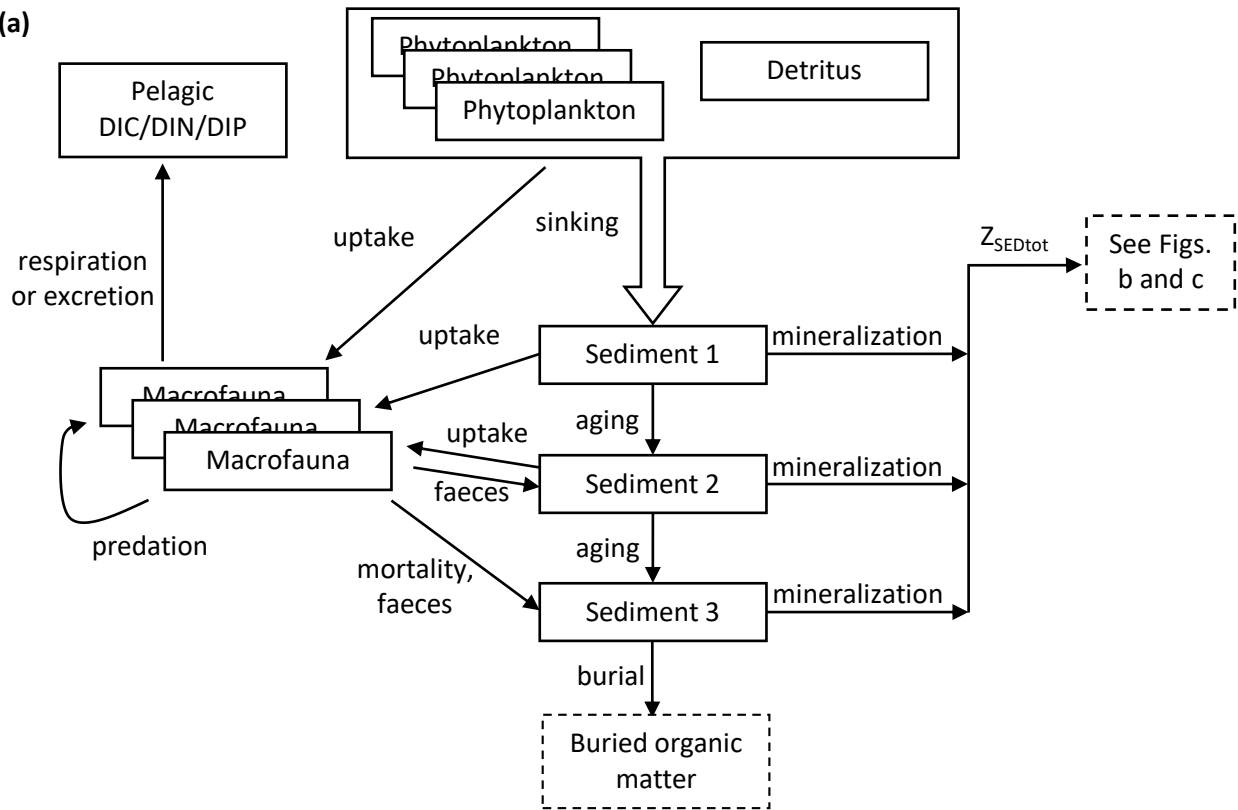 (a)
Phytoplankton
Phytoplankton
Phytoplankton
Detritus
Pelagic
DIC/DIN/DIP
respiration
or excretion
uptake
sinking
Z_SEDtot
See Figs.
b and c
uptake
Sediment 1
mineralization
Macrofauna
Macrofauna
Macrofauna
aging
uptake
faeces
Sediment 2
mineralization
predation
aging
mortality,
faeces
Sediment 3
mineralization
burial
Buried organic
matter